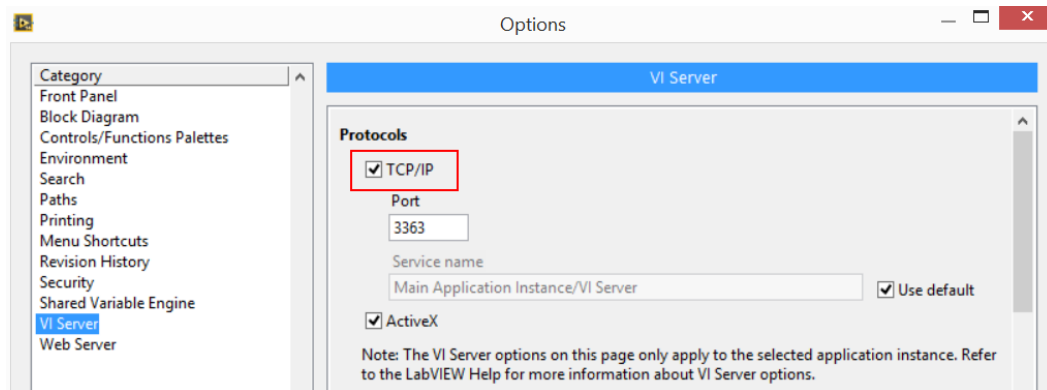 Options
Category
Front Panel
Block Diagram
Controls/Functions Palettes
Environment
Search
Paths
Printing
Menu Shortcuts
Revision History
Security
Shared Variable Engine
VI Server
Web Server
VI Server
Protocols
TCP/IP
Port
3363
Service name
Main Application Instance/VI Server
Use default
ActiveX
Note: The VI Server options on this page only apply to the selected application instance. Refer
to the LabVIEW Help for more information about VI Server options.